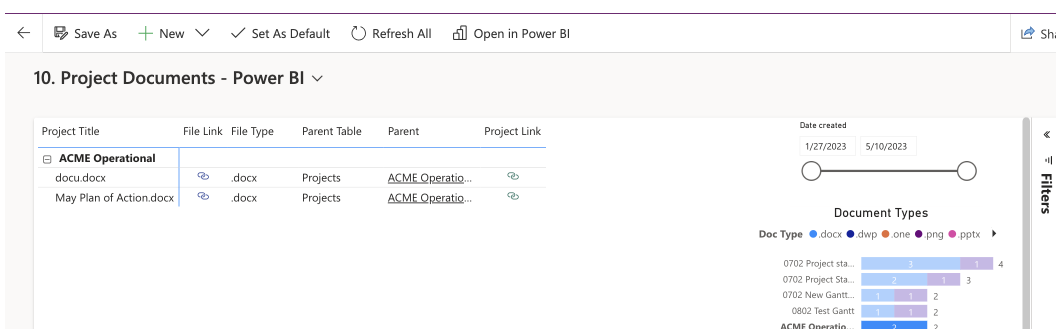 Save As New Set As Default Refresh All Open in Power BI Sha
10. Project Documents - Power BI
Project Title File Link File Type Parent Table Parent Project Link
ACME Operational
docu.docx .docx Projects ACME Operatio...
May Plan of Action.docx .docx Projects ACME Operatio...
Date created
1/27/2023 5/10/2023
Document Types
Doc Type .docx .dwp .one .png .pptx
0702 Project sta... 3 1 4
0702 Project Sta... 2 1 3
0702 New Gantt... 1 1 2
0802 Test Gantt 1 1 2
ACME Operatio... 2 2
Filters